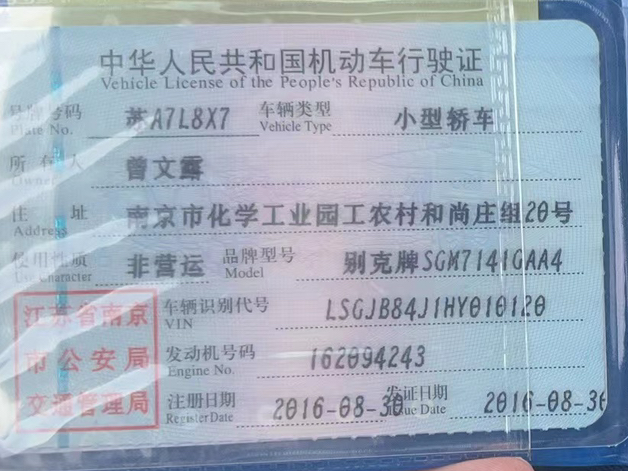 中华人民共和国机动车行驶证
Vehicle License of the People's Republic of China
号牌号码 苏A7L8X7 车辆类型 小型轿车
Plate No. Vehicle Type
所有人 曾文露
Owner
住址 南京市化学工业园工农村和尚庄组20号
Address
使用性质 非营运 品牌型号 别克牌SGM7141GAA4
Use Character Model
江苏省南京
市公安局
交通管理局
车辆识别代号 LSGJB84J1HY010120
VIN
发动机号码 162094243
Engine No.
注册日期 2016-08-30 发证日期 2016-08-30
Register Date Issue Date